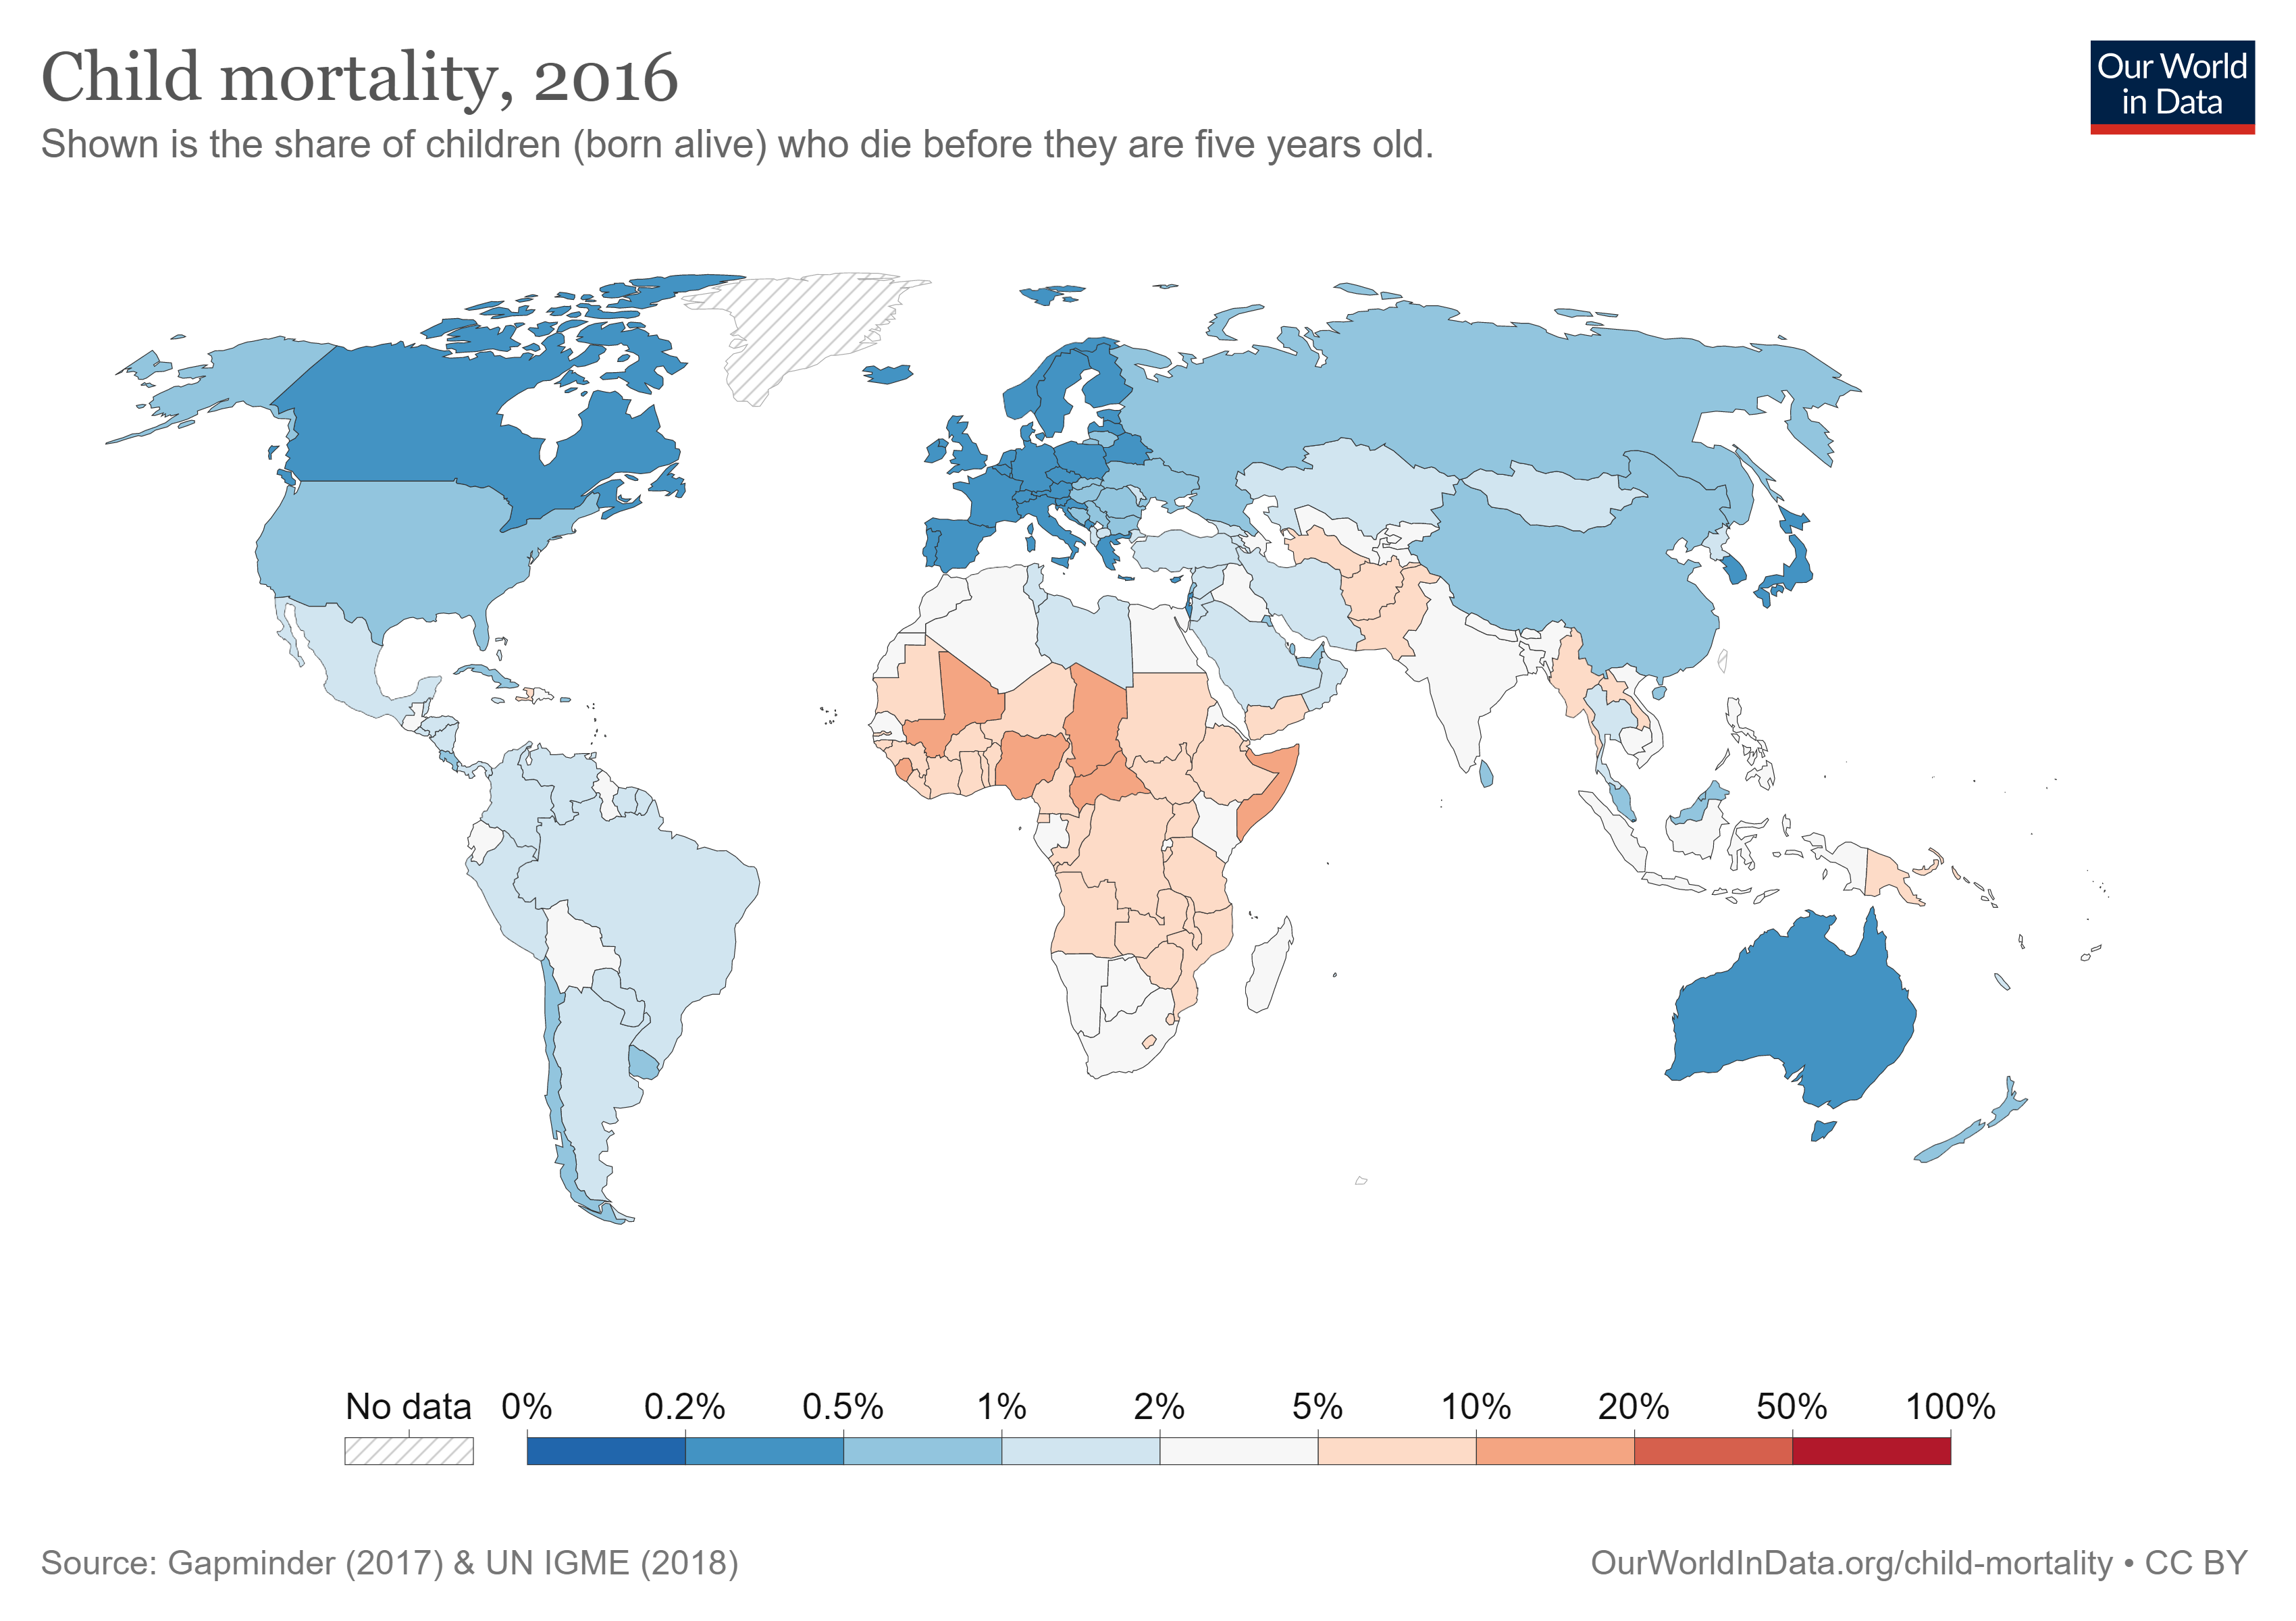 Child mortality, 2016
Shown is the share of children (born alive) who die before they are five years old.
Our World
in Data
No data 0% 0.2% 0.5% 1% 2% 5% 10% 20% 50% 100%
Source: Gapminder (2017) & UN IGME (2018)
OurWorldInData.org/child-mortality • CC BY